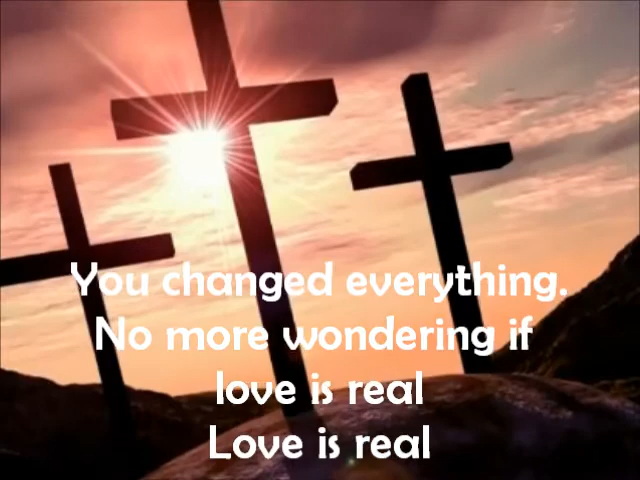 You changed everything.
No more wondering if
love is real
Love is real